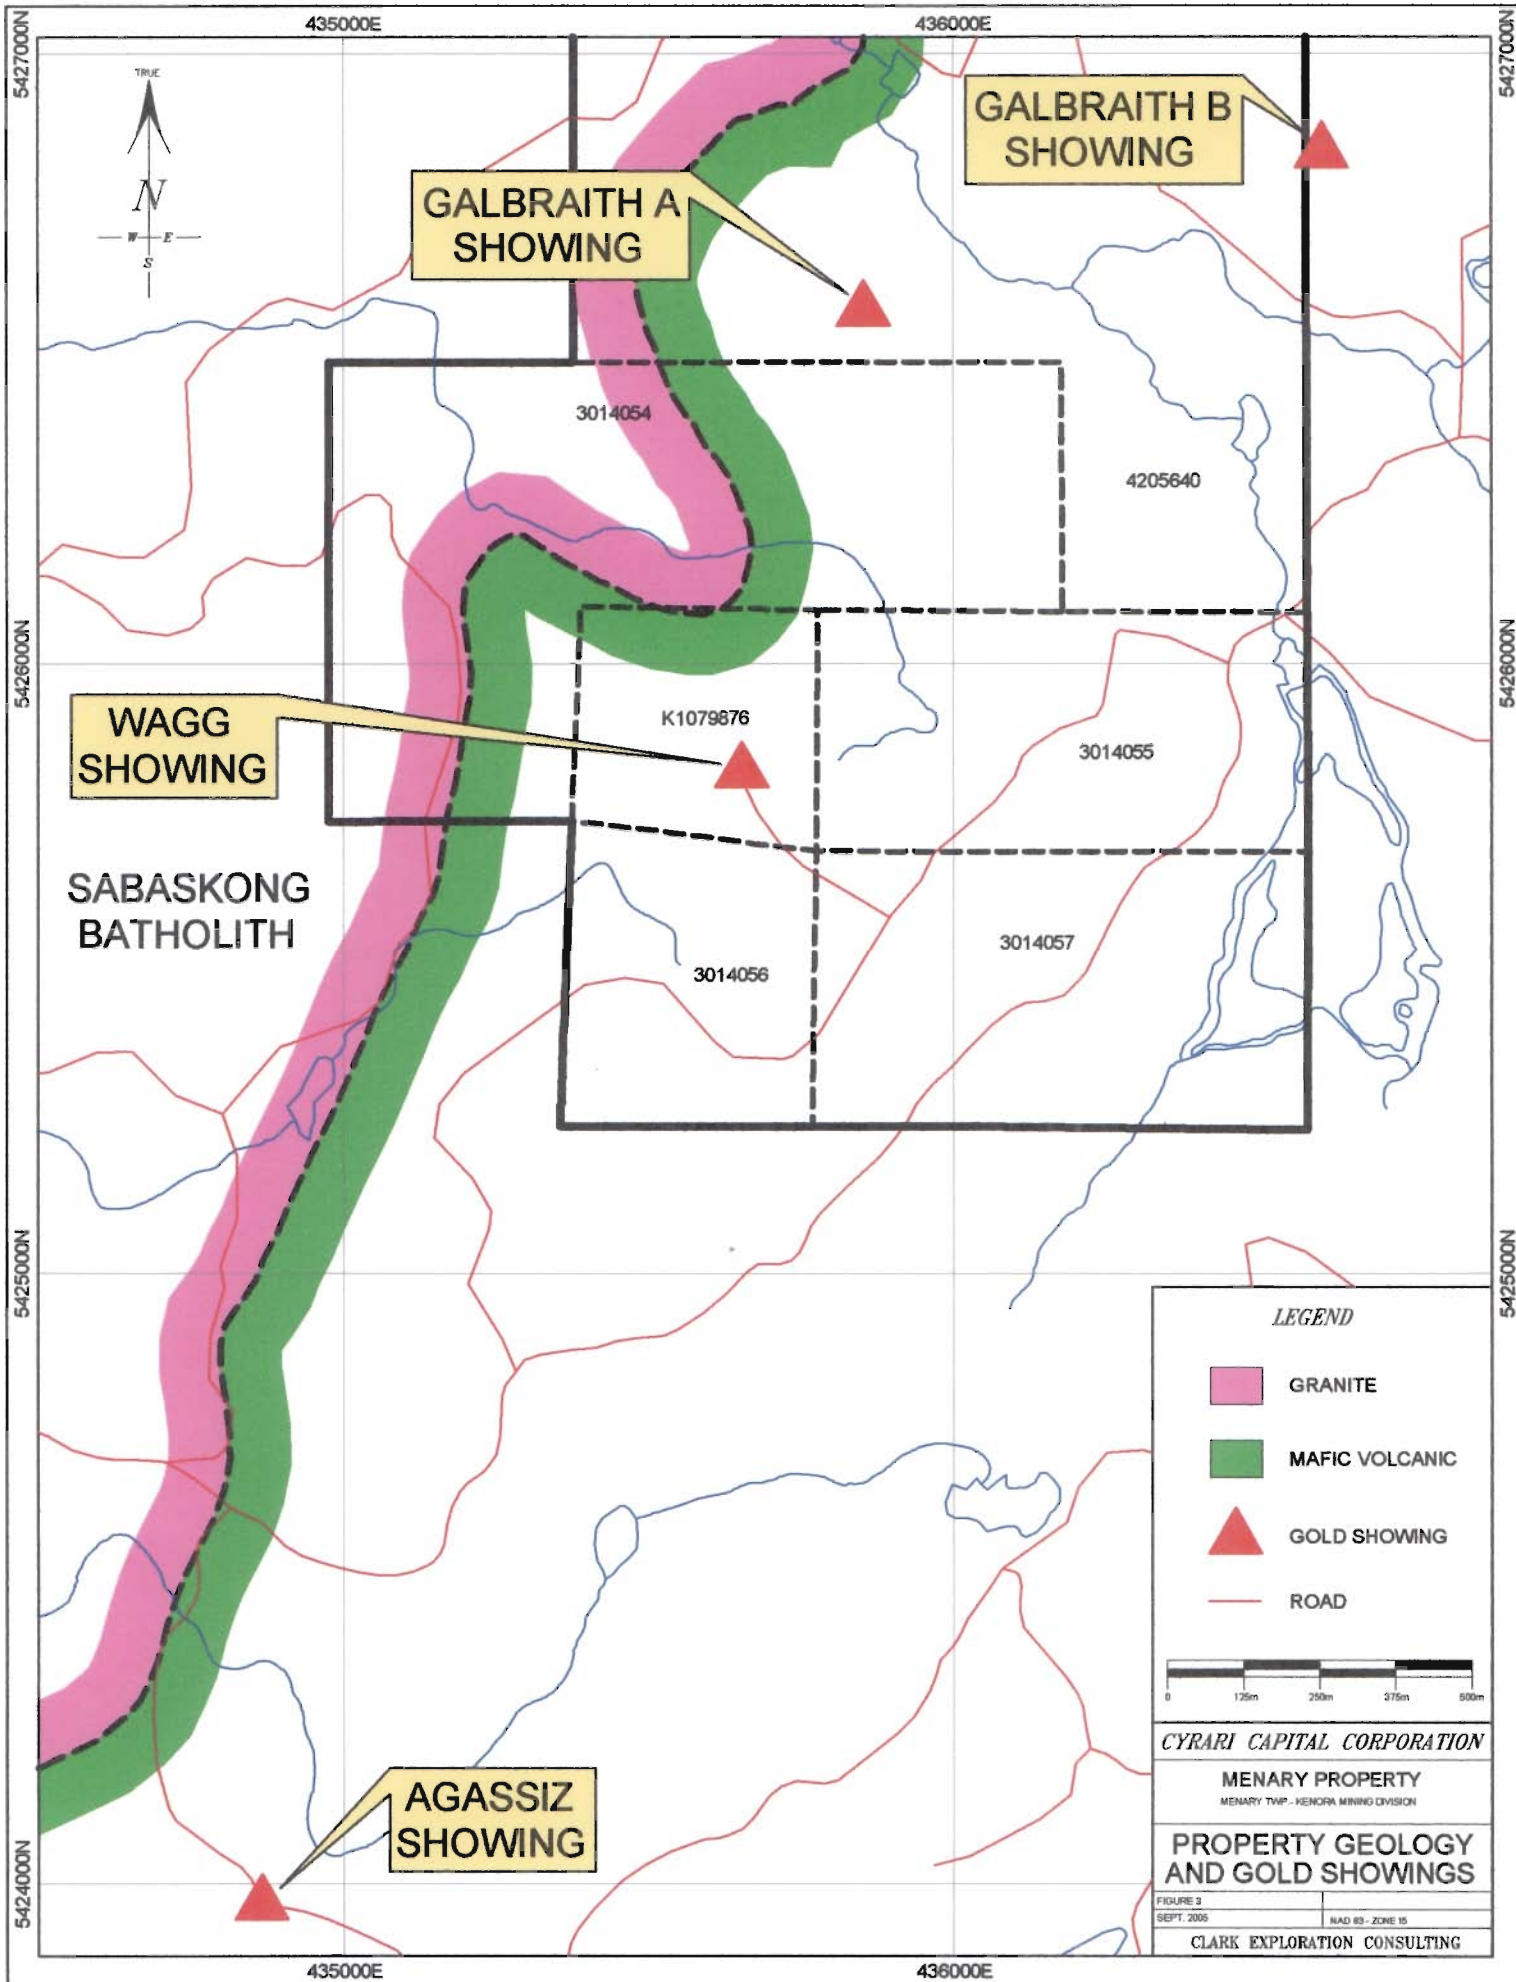 435000E
436000E
5427000N
5427000N
TRUE
N
W E
S
GALBRAITH B
SHOWING
GALBRAITH A
SHOWING
3014054
4205640
5426000N
5426000N
WAGG
SHOWING
K1079876
3014055
SABASKONG
BATHOLITH
3014057
3014056
5425000N
5425000N
LEGEND
GRANITE
MAFIC VOLCANIC
GOLD SHOWING
ROAD
0 125m 250m 375m 500m
CYRARI CAPITAL CORPORATION
MENARY PROPERTY
MENARY TWP. - KENORA MINING DIVISION
PROPERTY GEOLOGY
AND GOLD SHOWINGS
FIGURE 3
SEPT. 2005
NAD 83 - ZONE 15
CLARK EXPLORATION CONSULTING
AGASSIZ
SHOWING
5424000N
435000E
436000E